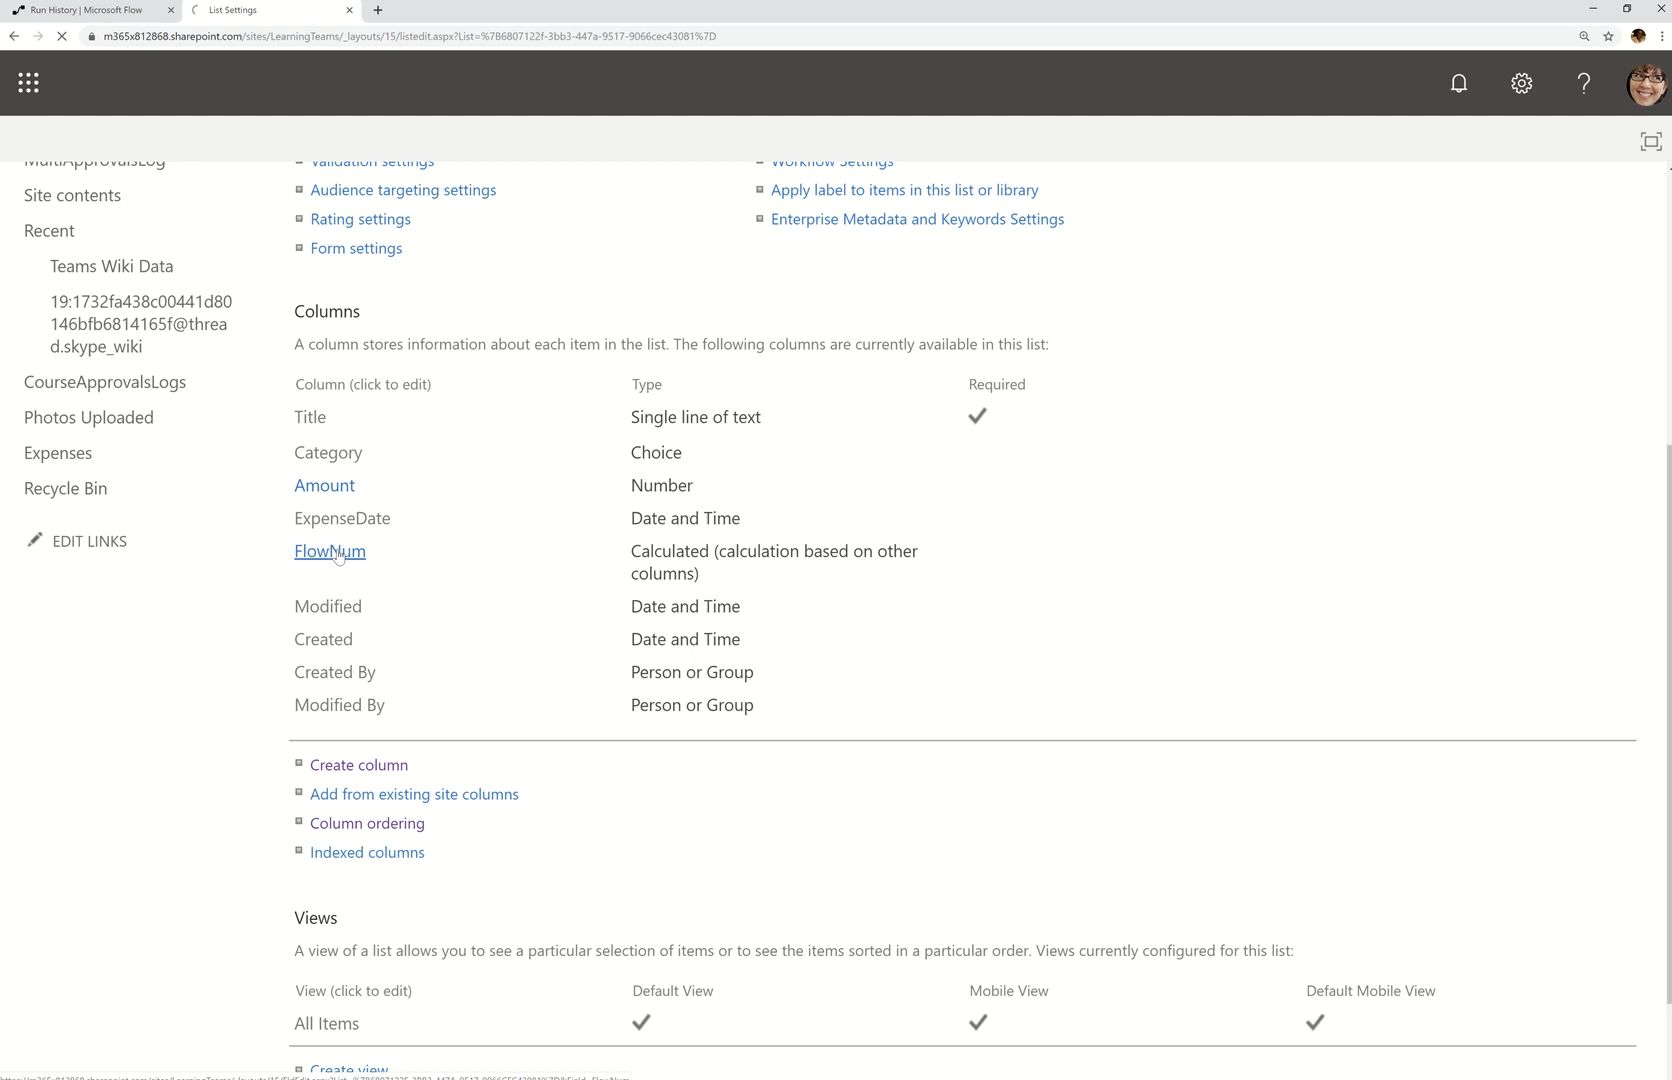 Run History | Microsoft Flow
List Settings
m365x812868.sharepoint.com/sites/LearningTeams/_layouts/15/listedit.aspx?List=%7B6807122f-3bb3-447a-9517-9066cec43081%7D
MultiApprovalsLog
Validation settings
Workflow Settings
Site contents
Audience targeting settings
Apply label to items in this list or library
Recent
Rating settings
Enterprise Metadata and Keywords Settings
Form settings
Teams Wiki Data
19:1732fa438c00441d80
146bfb6814165f@threa
d.skype_wiki
CourseApprovalsLogs
Photos Uploaded
Expenses
Recycle Bin
EDIT LINKS
Columns
A column stores information about each item in the list. The following columns are currently available in this list:
Column (click to edit) Type Required
Title Single line of text
Category Choice
Amount Number
ExpenseDate Date and Time
FlowNum Calculated (calculation based on other
columns)
Modified Date and Time
Created Date and Time
Created By Person or Group
Modified By Person or Group
Create column
Add from existing site columns
Column ordering
Indexed columns
Views
A view of a list allows you to see a particular selection of items or to see the items sorted in a particular order. Views currently configured for this list:
View (click to edit) Default View Mobile View Default Mobile View
All Items
Create view